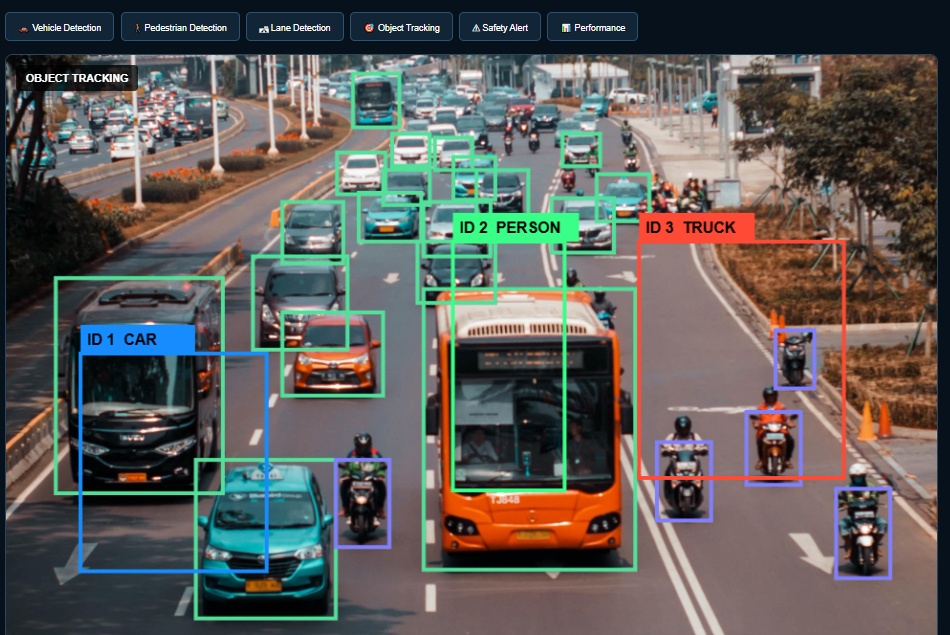 Vehicle Detection
Pedestrian Detection
Lane Detection
Object Tracking
Safety Alert
Performance
OBJECT TRACKING
ID 2 PERSON
ID 3 TRUCK
ID 1 CAR
TAXI
TJ848